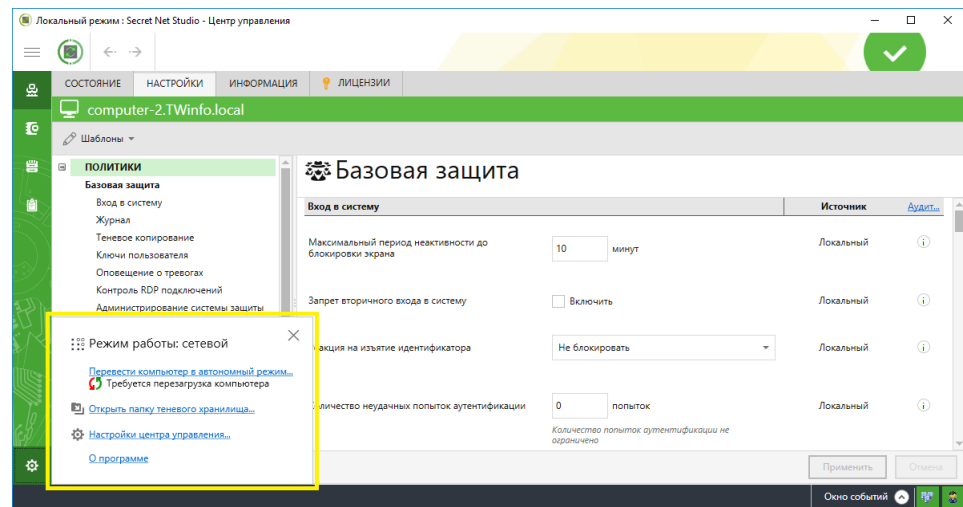 Локальный режим : Secret Net Studio - Центр управления
СОСТОЯНИЕ НАСТРОЙКИ ИНФОРМАЦИЯ ЛИЦЕНЗИИ
computer-2.TWinfo.local
Шаблоны
ПОЛИТИКИ
Базовая защита
Вход в систему
Журнал
Теневое копирование
Ключи пользователя
Оповещение о тревогах
Контроль RDP подключений
Администрирование системы защиты
Базовая защита
Вход в систему Источник Аудит...
Максимальный период неактивности до
блокировки экрана
10 минут Локальный
Запрет вторичного входа в систему Включить Локальный
акция на изъятие идентификатора Не блокировать Локальный
оличество неудачных попыток аутентификации 0 попыток Локальный
Количество попыток аутентификации не
ограничено
Режим работы: сетевой
Перевести компьютер в автономный режим...
Требуется перезагрузка компьютера
Открыть папку теневого хранилища...
Настройки центра управления...
О программе
Применить Отмена
Окно событий